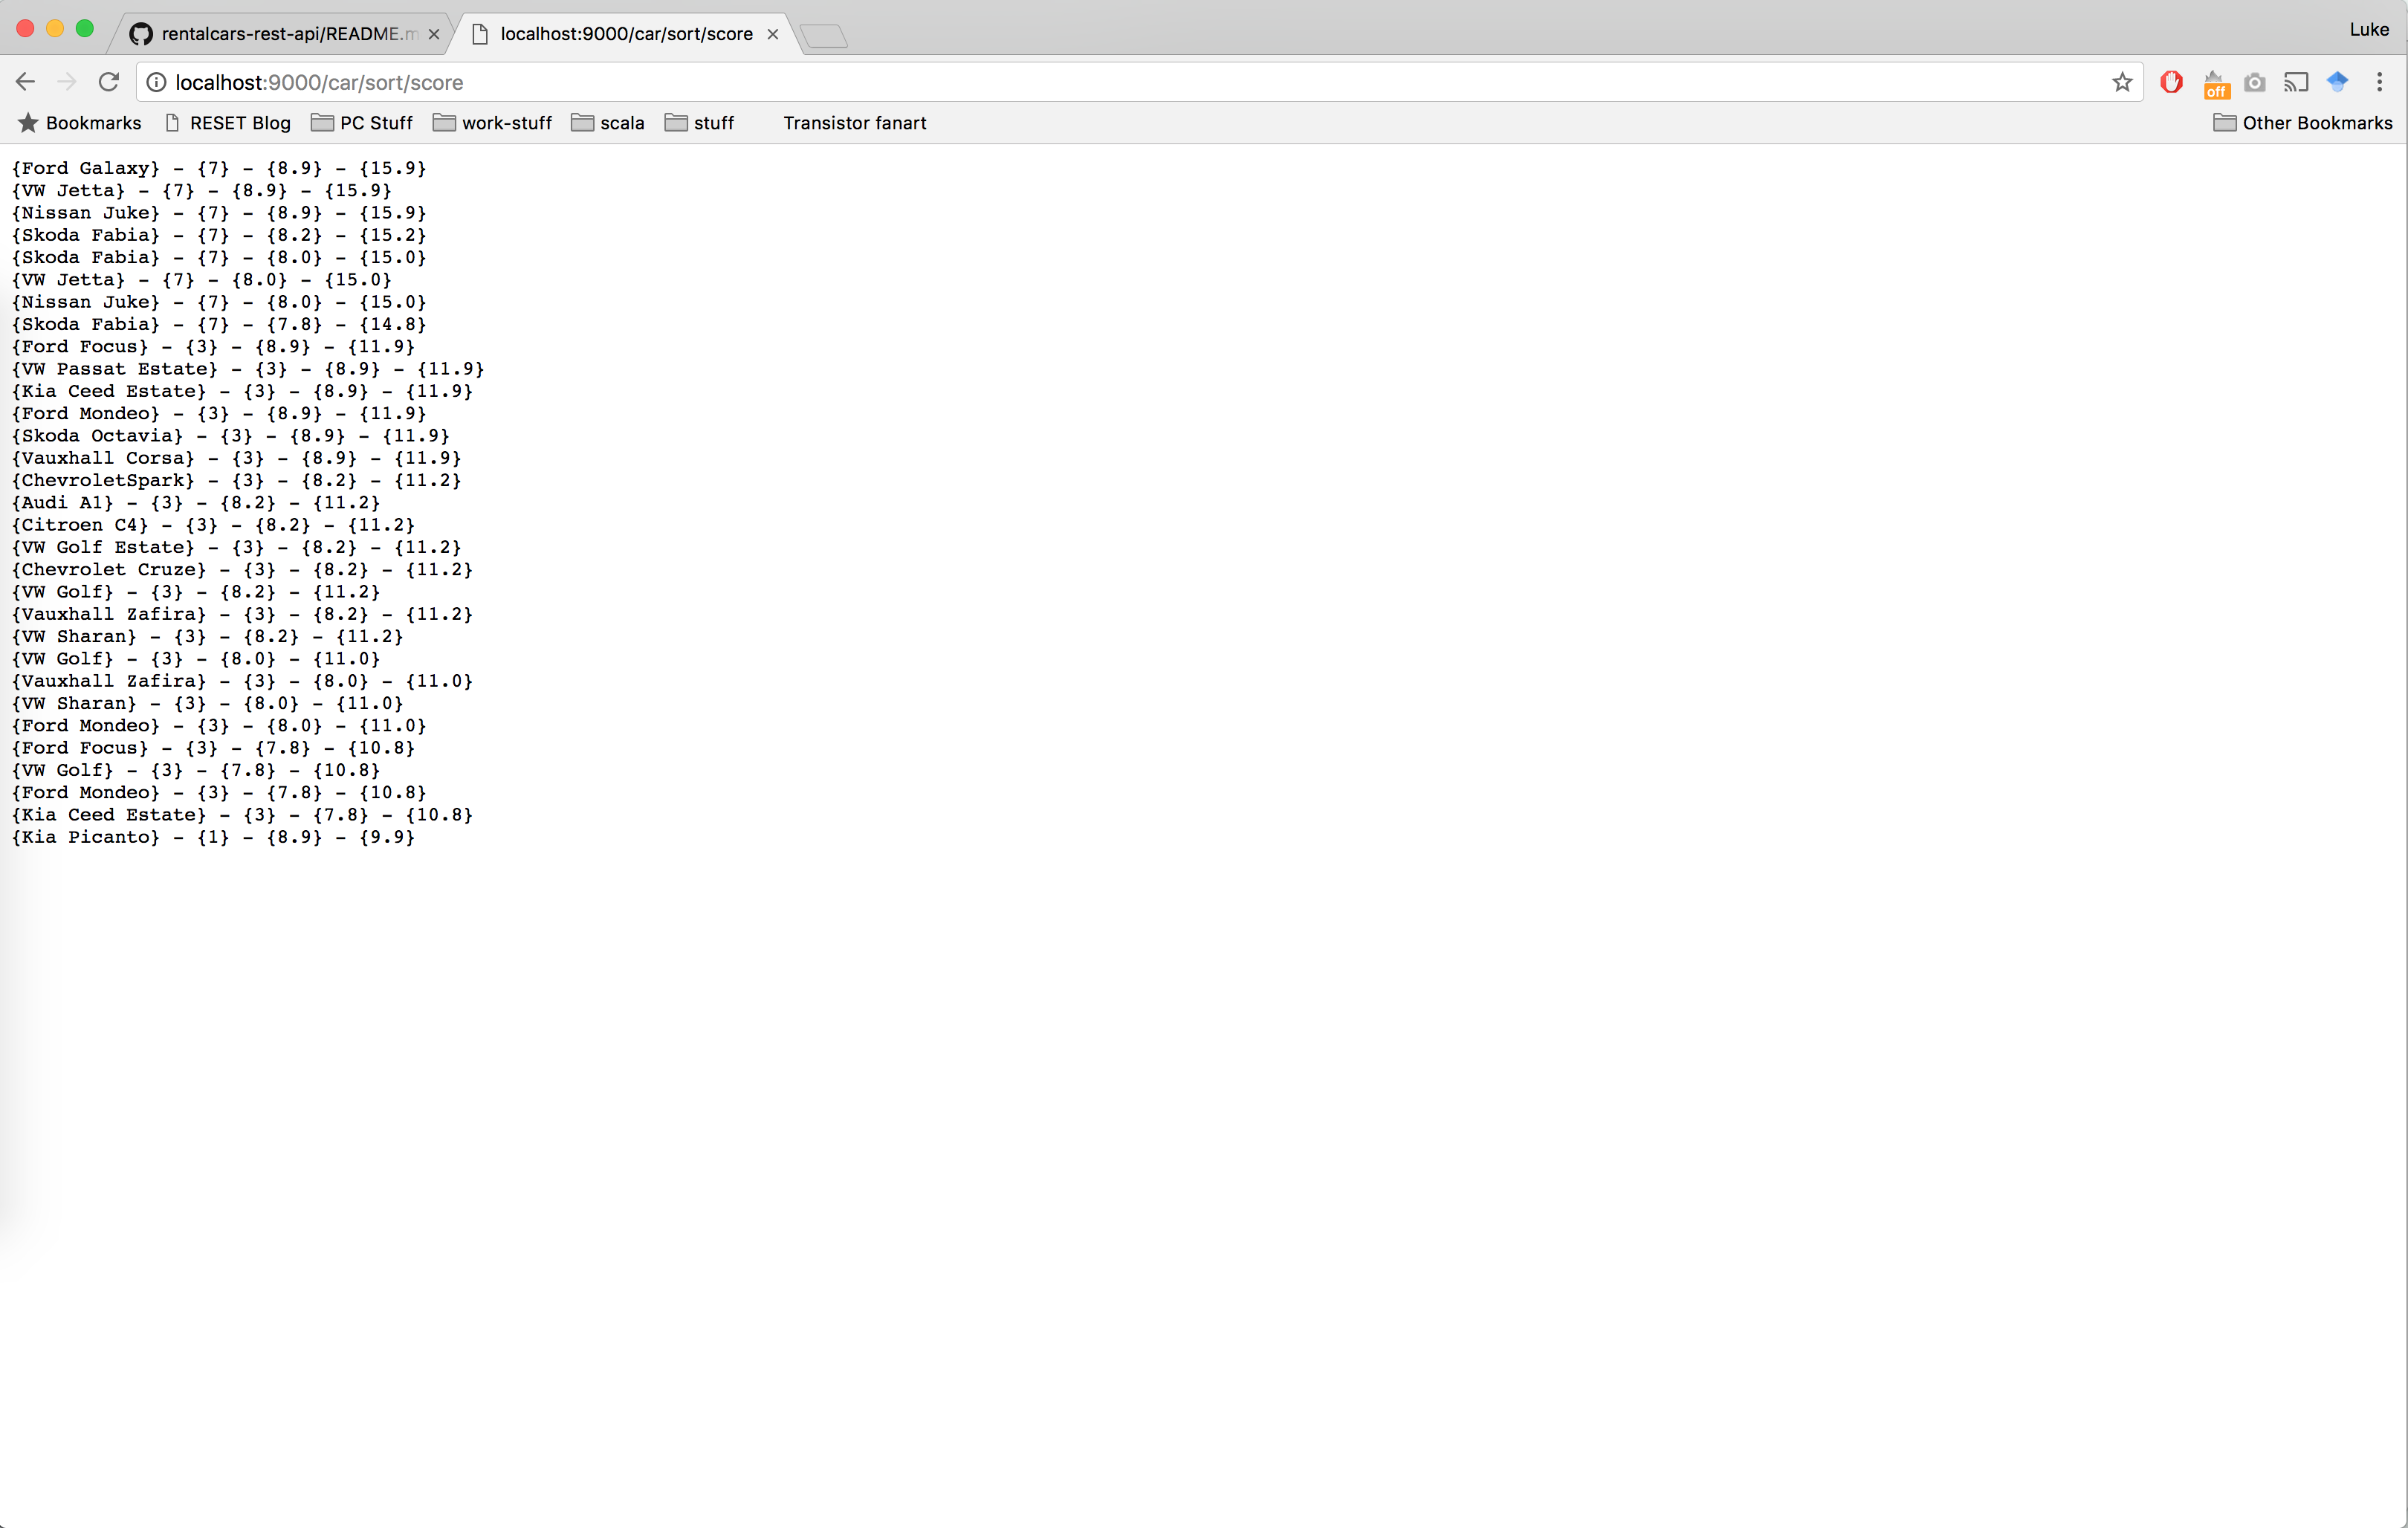 rentalcars-rest-api/README.m
localhost:9000/car/sort/score
Luke
localhost:9000/car/sort/score
off
Bookmarks RESET Blog PC Stuff work-stuff scala stuff Transistor fanart Other Bookmarks
{Ford Galaxy} - {7} - {8.9} - {15.9}
{VW Jetta} - {7} - {8.9} - {15.9}
{Nissan Juke} - {7} - {8.9} - {15.9}
{Skoda Fabia} - {7} - {8.2} - {15.2}
{Skoda Fabia} - {7} - {8.0} - {15.0}
{VW Jetta} - {7} - {8.0} - {15.0}
{Nissan Juke} - {7} - {8.0} - {15.0}
{Skoda Fabia} - {7} - {7.8} - {14.8}
{Ford Focus} - {3} - {8.9} - {11.9}
{VW Passat Estate} - {3} - {8.9} - {11.9}
{Kia Ceed Estate} - {3} - {8.9} - {11.9}
{Ford Mondeo} - {3} - {8.9} - {11.9}
{Skoda Octavia} - {3} - {8.9} - {11.9}
{Vauxhall Corsa} - {3} - {8.9} - {11.9}
{ChevroletSpark} - {3} - {8.2} - {11.2}
{Audi A1} - {3} - {8.2} - {11.2}
{Citroen C4} - {3} - {8.2} - {11.2}
{VW Golf Estate} - {3} - {8.2} - {11.2}
{Chevrolet Cruze} - {3} - {8.2} - {11.2}
{VW Golf} - {3} - {8.2} - {11.2}
{Vauxhall Zafira} - {3} - {8.2} - {11.2}
{VW Sharan} - {3} - {8.2} - {11.2}
{VW Golf} - {3} - {8.0} - {11.0}
{Vauxhall Zafira} - {3} - {8.0} - {11.0}
{VW Sharan} - {3} - {8.0} - {11.0}
{Ford Mondeo} - {3} - {8.0} - {11.0}
{Ford Focus} - {3} - {7.8} - {10.8}
{VW Golf} - {3} - {7.8} - {10.8}
{Ford Mondeo} - {3} - {7.8} - {10.8}
{Kia Ceed Estate} - {3} - {7.8} - {10.8}
{Kia Picanto} - {1} - {8.9} - {9.9}